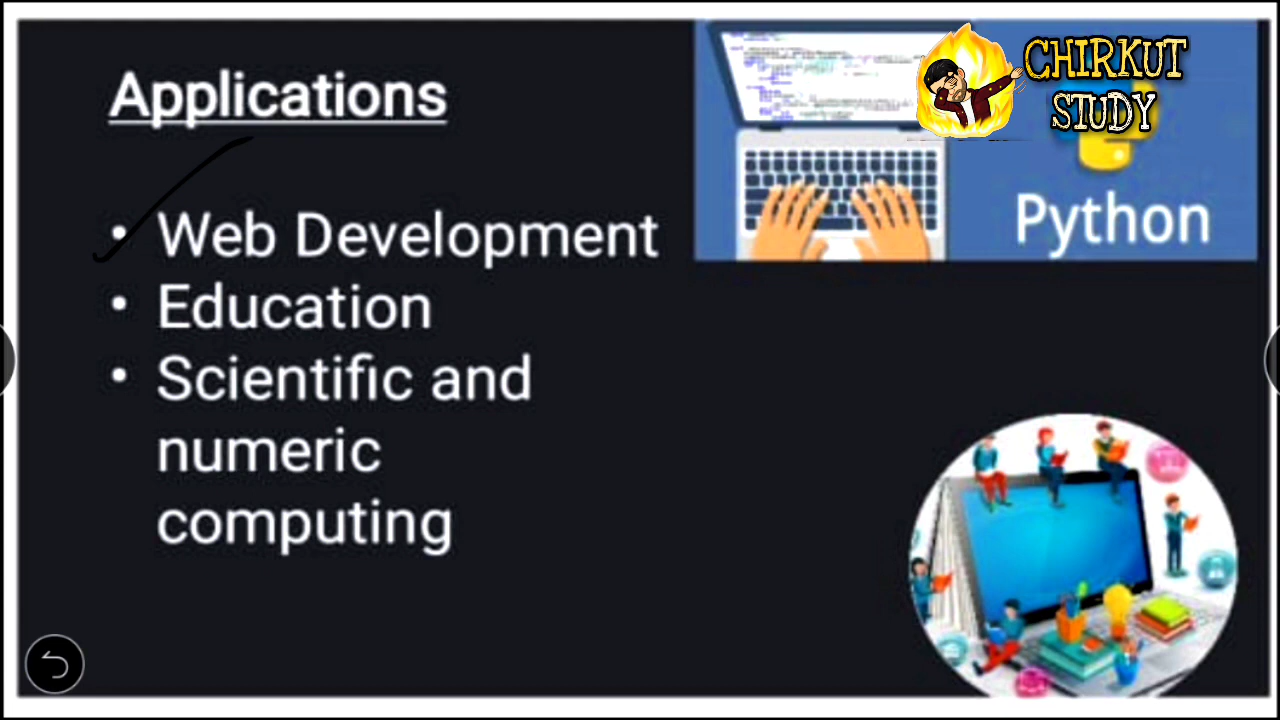 Applications
• Web Development
• Education
• Scientific and
numeric
computing
CHIRKUT
STUDY
Python